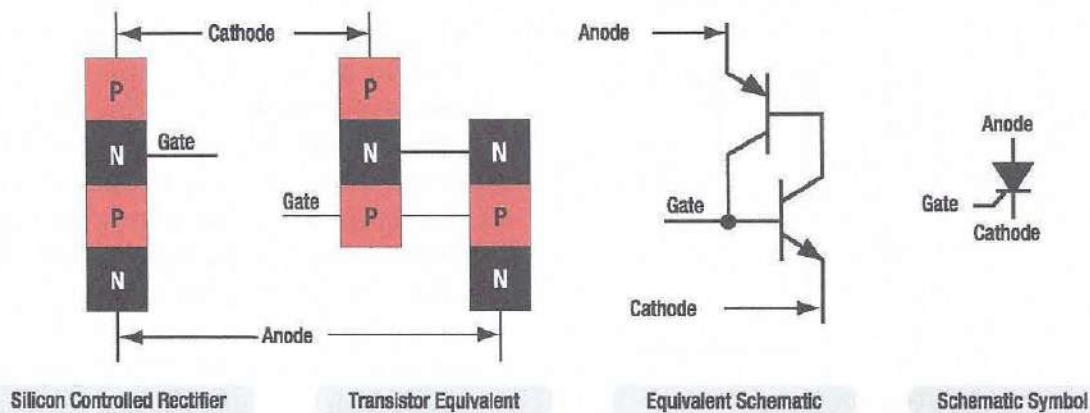 Cathode
P
N
P
N
Gate
P
N
P
Gate
N
P
N
Anode
Anode
Gate
Cathode
Anode
Gate
Cathode
Silicon Controlled Rectifier
Transistor Equivalent
Equivalent Schematic
Schematic Symbol